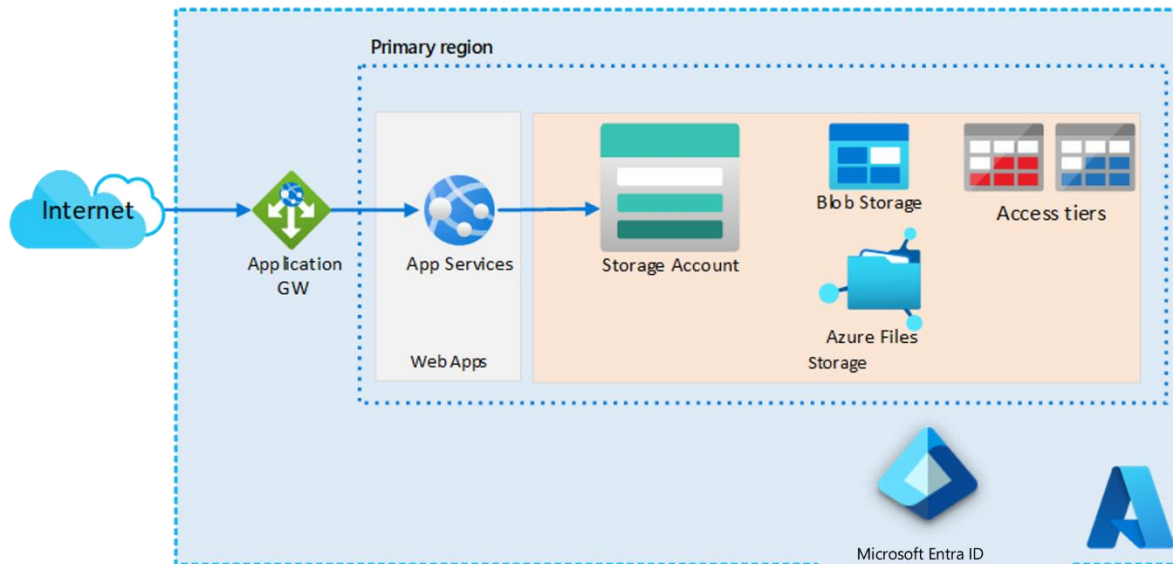 Primary region
Internet
Application
GW
App Services
Web Apps
Storage Account
Blob Storage
Access tiers
Azure Files
Storage
Microsoft Entra ID